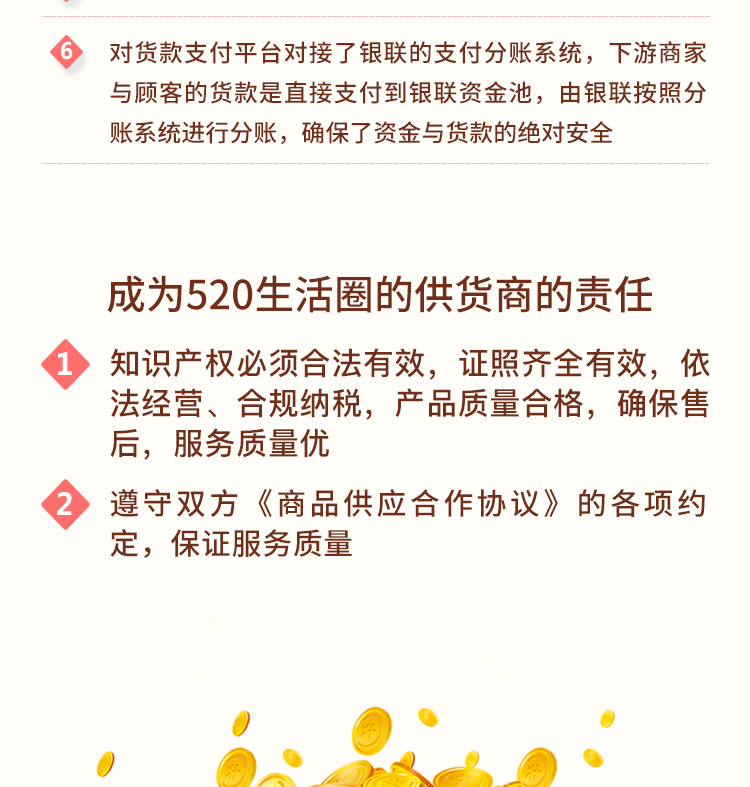 6
对货款支付平台对接了银联的支付分账系统，下游商家
与顾客的货款是直接支付到银联资金池，由银联按照分
账系统进行分账，确保了资金与货款的绝对安全
成为520生活圈的供货商的责任
1
知识产权必须合法有效，证照齐全有效，依
法经营、合规纳税，产品质量合格，确保售
后，服务质量优
2
遵守双方《商品供应合作协议》的各项约
定，保证服务质量